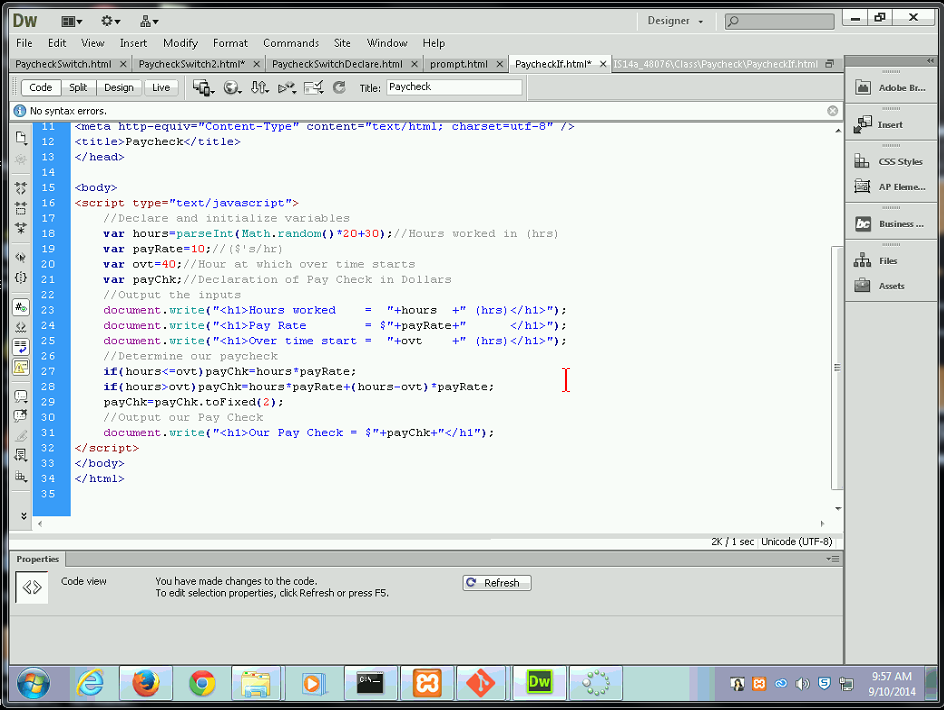 Dw
Designer
File Edit View Insert Modify Format Commands Site Window Help
PaycheckSwitch.html PaycheckSwitch2.html* PaycheckSwitchDeclare.html prompt.html PaycheckIf.html* IS14a_48076\Class\Paycheck\PaycheckIf.html
Code Split Design Live Title: Paycheck
No syntax errors.
11 <meta http-equiv="Content-Type" content="text/html; charset=utf-8" />
12 <title>Paycheck</title>
13 </head>
14
15 <body>
16 <script type="text/javascript">
17 //Declare and initialize variables
18 var hours=parseInt(Math.random()*20+30);//Hours worked in (hrs)
19 var payRate=10;//($'s/hr)
20 var ovt=40;//Hour at which over time starts
21 var payChk;//Declaration of Pay Check in Dollars
22 //Output the inputs
23 document.write("<h1>Hours worked    =  "+hours  +" (hrs)</h1>");
24 document.write("<h1>Pay Rate        = $"+payRate+"      </h1>");
25 document.write("<h1>Over time start =  "+ovt    +" (hrs)</h1>");
26 //Determine our paycheck
27 if(hours<=ovt)payChk=hours*payRate;
28 if(hours>ovt)payChk=hours*payRate+(hours-ovt)*payRate;
29 payChk=payChk.toFixed(2);
30 //Output our Pay Check
31 document.write("<h1>Our Pay Check = $"+payChk+"</h1");
32 </script>
33 </body>
34 </html>
35
2K / 1 sec Unicode (UTF-8)
Adobe Br...
Insert
CSS Styles
AP Eleme...
Business ...
Files
Assets
Properties
Code view
You have made changes to the code.
To edit selection properties, click Refresh or press F5.
Refresh
C:\_
Dw
9:57 AM
9/10/2014